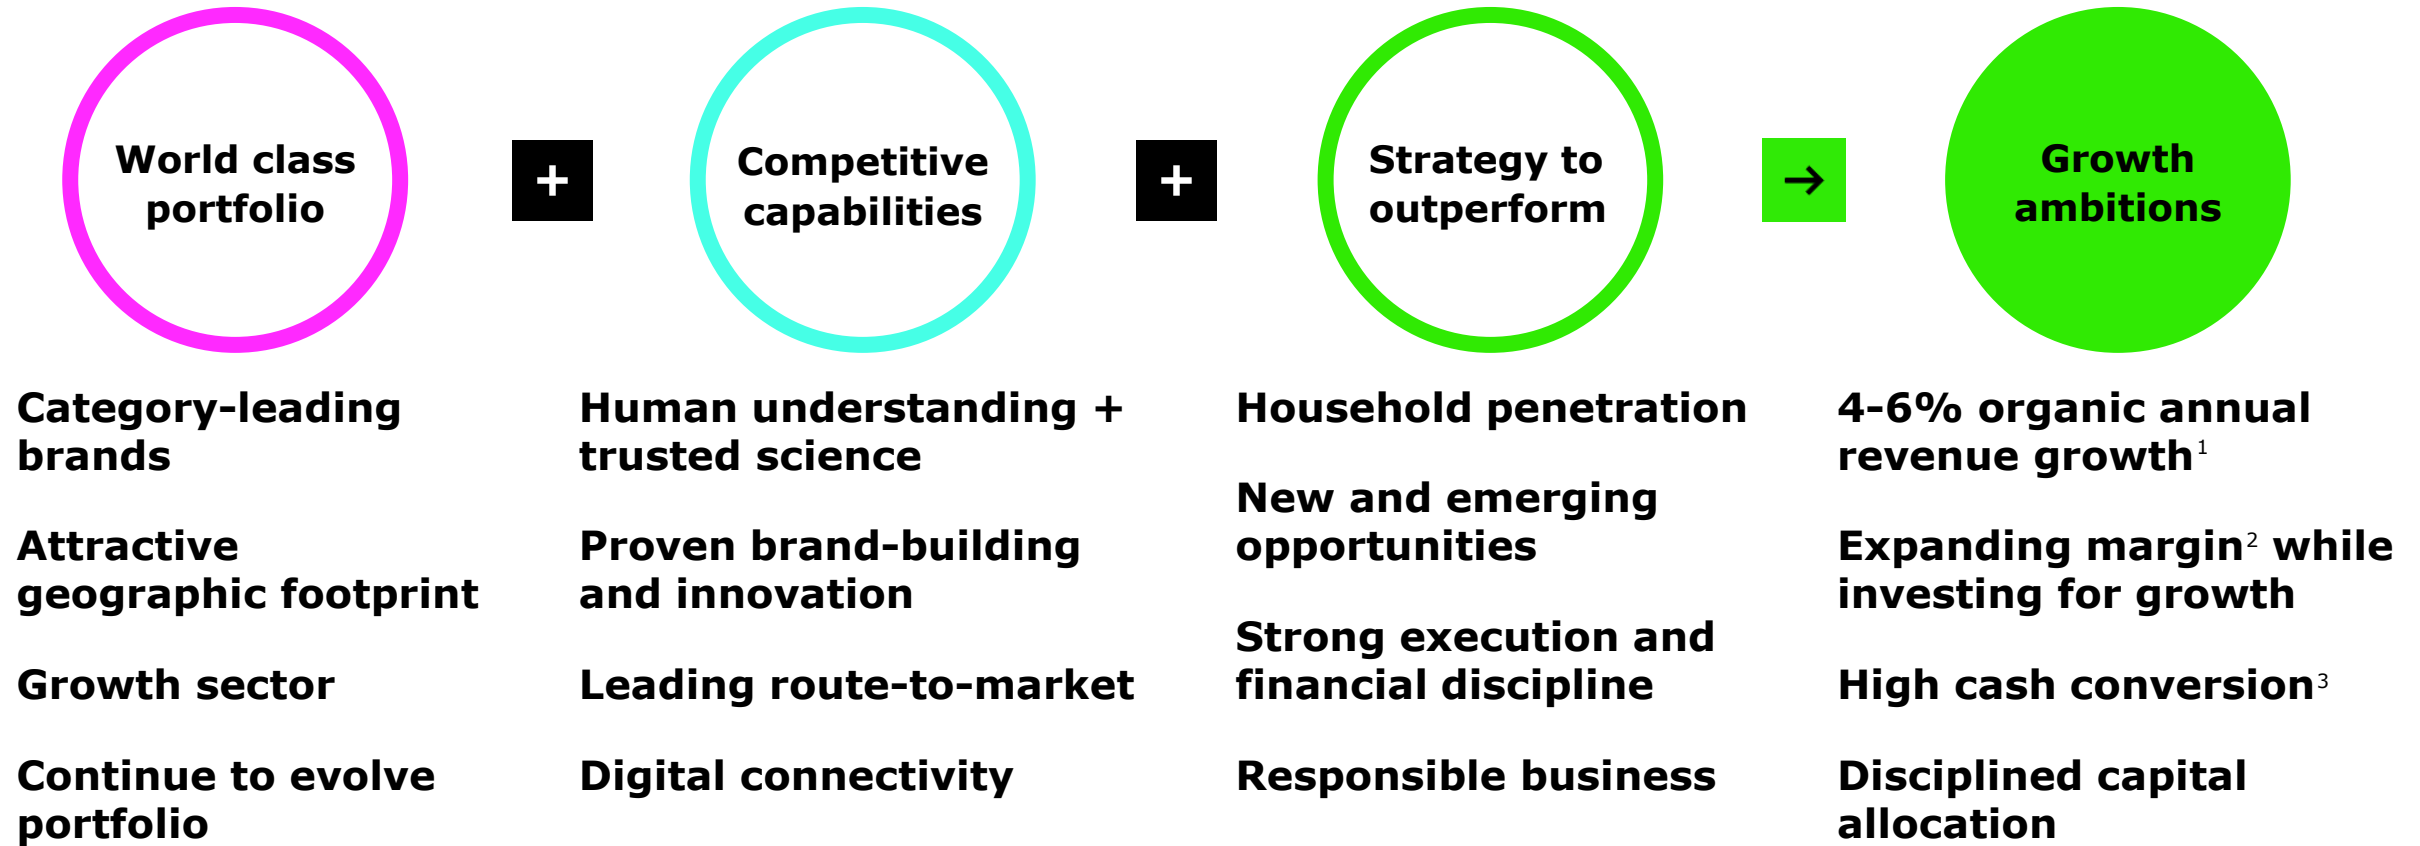 World class
portfolio
+
Competitive
capabilities
+
Strategy to
outperform
→
Growth
ambitions
Category-leading
brands
Attractive
geographic footprint
Growth sector
Continue to evolve
portfolio
Human understanding +
trusted science
Proven brand-building
and innovation
Leading route-to-market
Digital connectivity
Household penetration
New and emerging
opportunities
Strong execution and
financial discipline
Responsible business
4-6% organic annual
revenue growth¹
Expanding margin² while
investing for growth
High cash conversion³
Disciplined capital
allocation